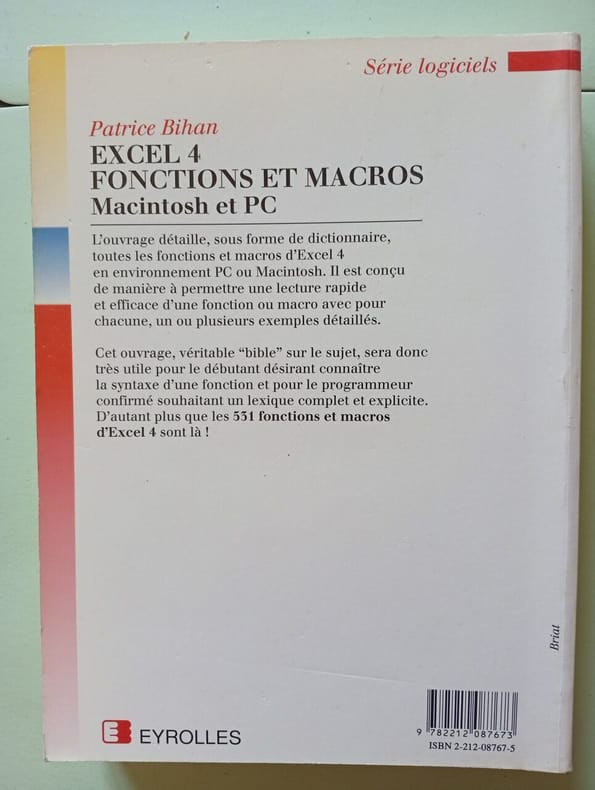 Série logiciels
Patrice Bihan
EXCEL 4
FONCTIONS ET MACROS
Macintosh et PC
L'ouvrage détaille, sous forme de dictionnaire,
toutes les fonctions et macros d'Excel 4
en environnement PC ou Macintosh. Il est conçu
de manière à permettre une lecture rapide
et efficace d'une fonction ou macro avec pour
chacune, un ou plusieurs exemples détaillés.
Cet ouvrage, véritable “bible” sur le sujet, sera donc
très utile pour le débutant désirant connaître
la syntaxe d'une fonction et pour le programmeur
confirmé souhaitant un lexique complet et explicite.
D'autant plus que les 531 fonctions et macros
d'Excel 4 sont là !
Briat
EYROLLES
9 782212 087673
ISBN 2-212-08767-5